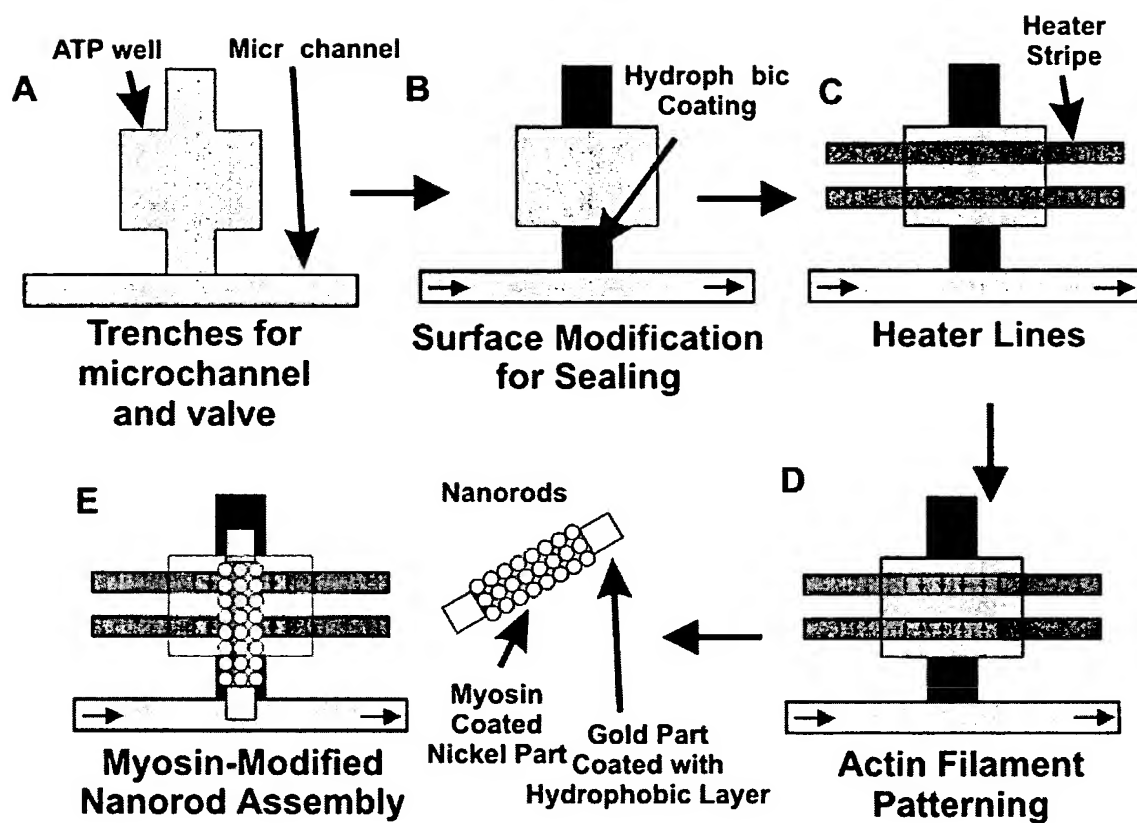 A
ATP well
Micr channel
Trenches for
microchannel
and valve
B
Hydroph bic
Coating
Surface Modification
for Sealing
C
Heater
Stripe
Heater Lines
D
Actin Filament
Patterning
Nanorods
Myosin
Coated
Nickel Part
Gold Part
Coated with
Hydrophobic Layer
E
Myosin-Modified
Nanorod Assembly